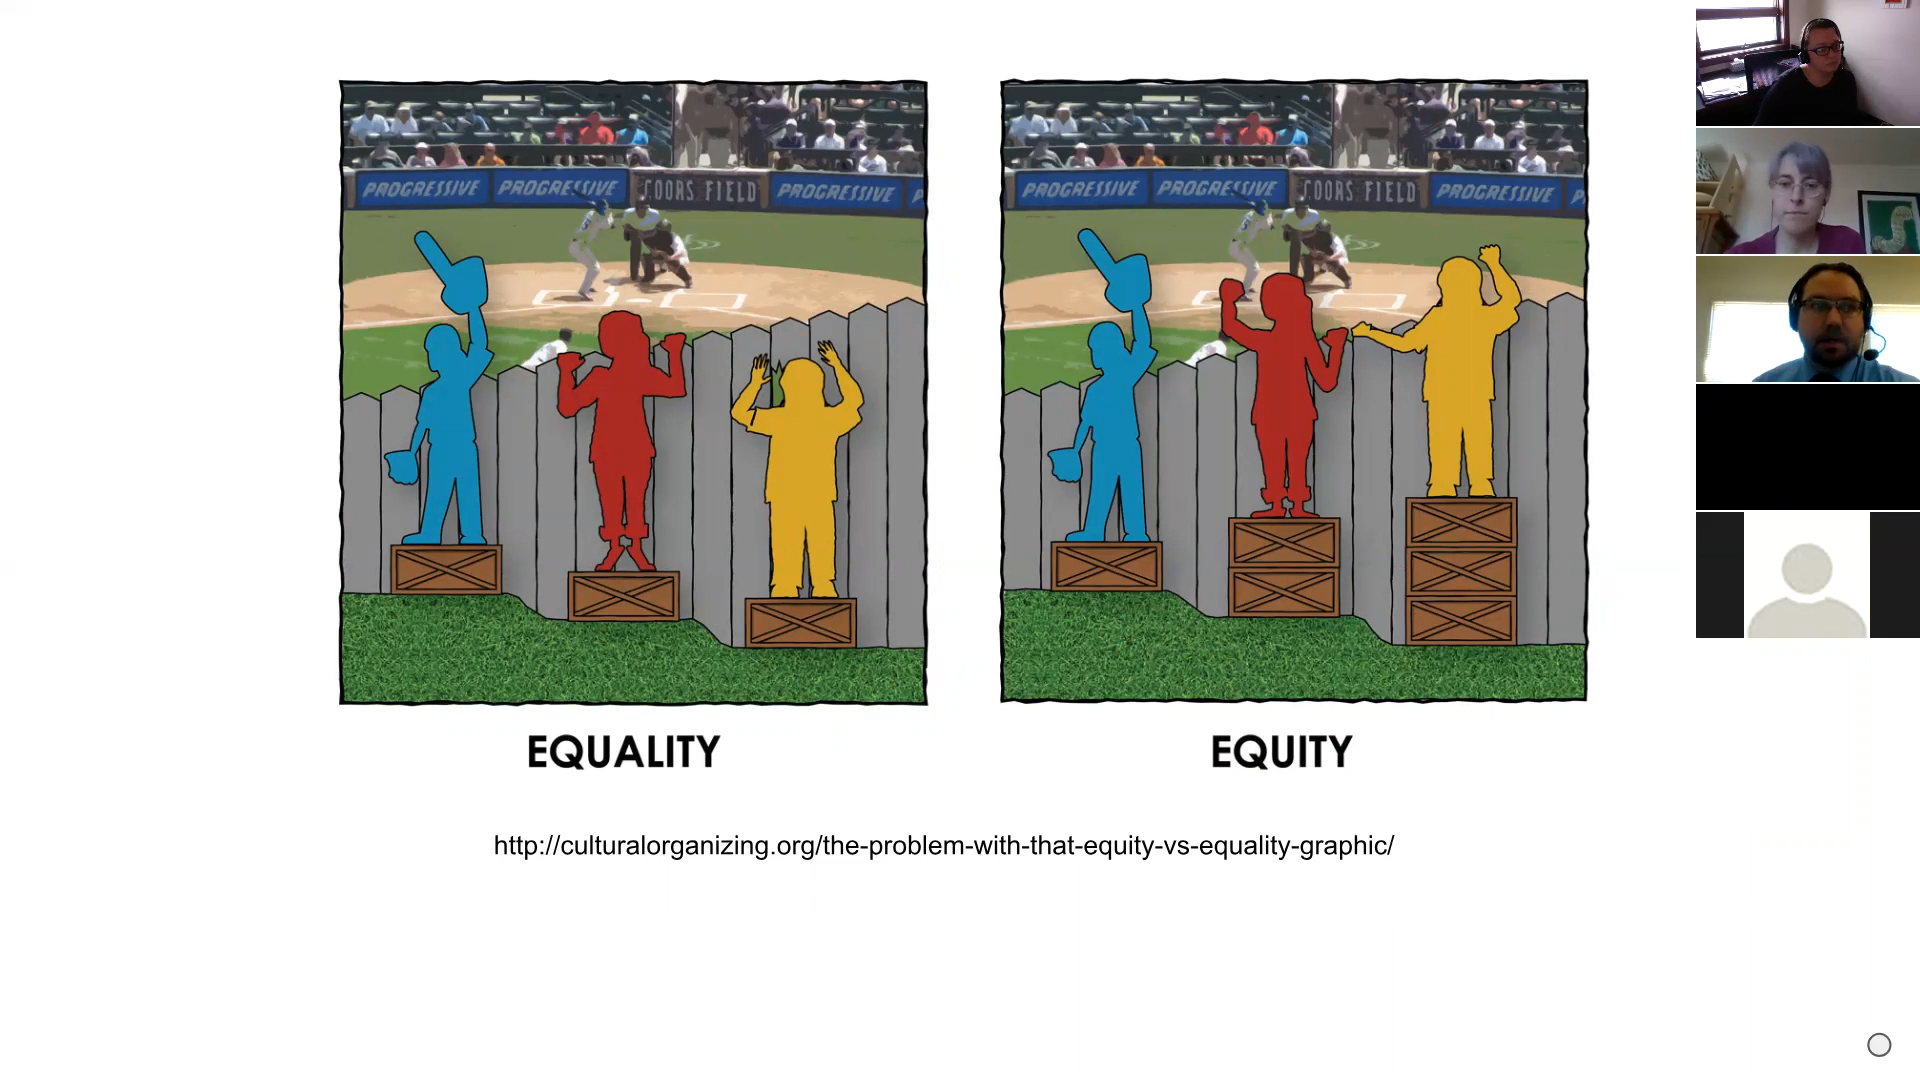 PROGRESSIVE PROGRESSIVE COORS FIELD PROGRESSIVE P
PROGRESSIVE PROGRESSIVE COORS FIELD PROGRESSIVE P
EQUALITY
EQUITY
http://culturalorganizing.org/the-problem-with-that-equity-vs-equality-graphic/